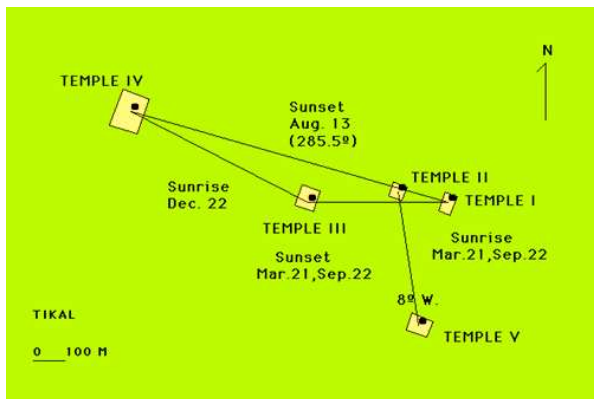 N
TEMPLE IV
Sunset
Aug. 13
(285.5º)
TEMPLE II
Sunrise
Dec. 22
TEMPLE I
TEMPLE III
Sunrise
Mar.21,Sep.22
Sunset
Mar.21,Sep.22
8º W.
TIKAL
TEMPLE V
0 100 M